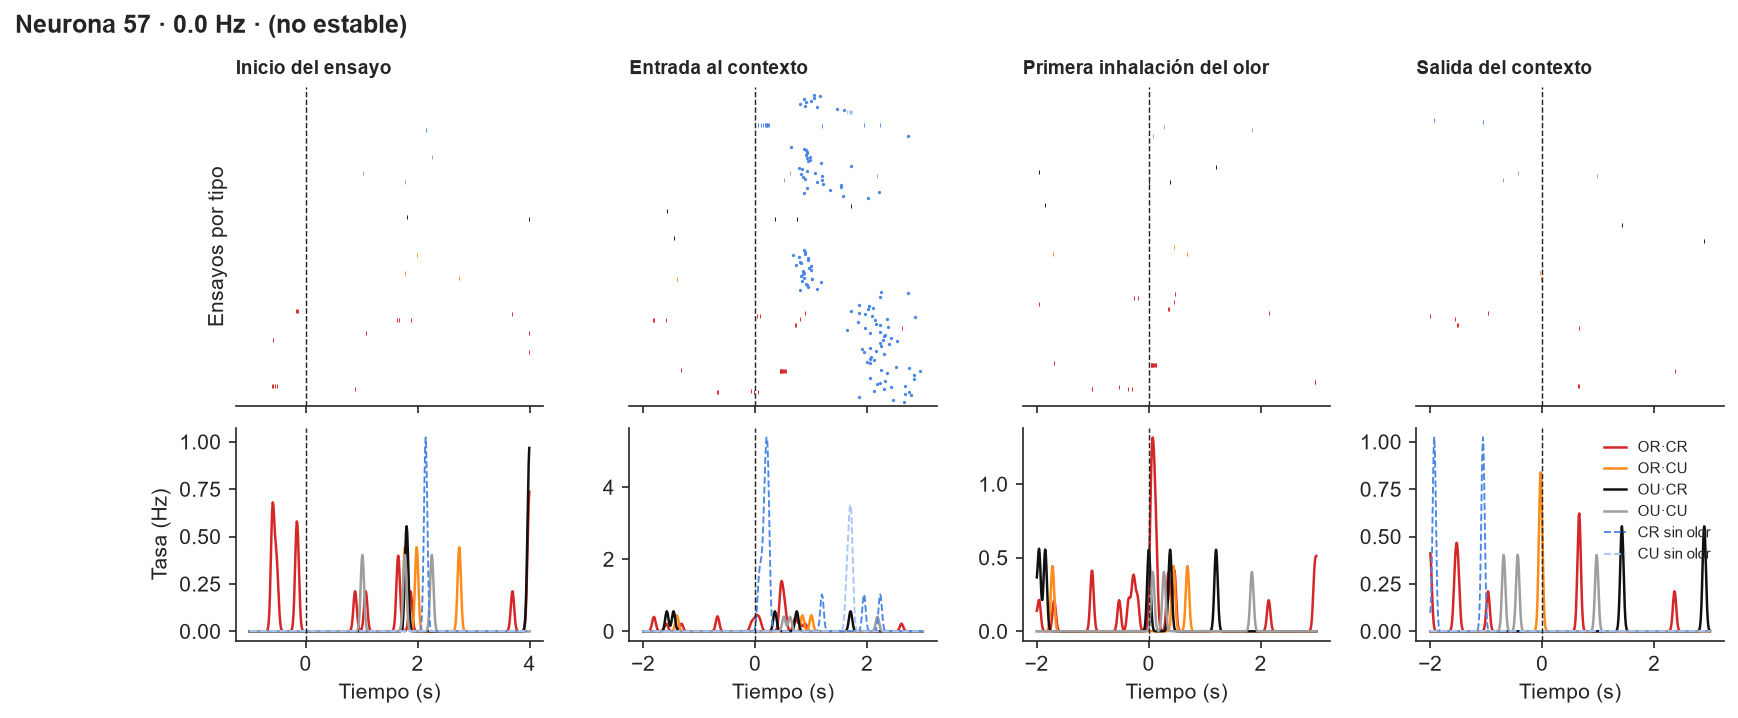 Neurona 57 · 0.0 Hz · (no estable)
Inicio del ensayo
Entrada al contexto
Primera inhalación del olor
Salida del contexto
Ensayos por tipo
Tasa (Hz)
1.00
0.75
0.50
0.25
0.00
0
2
4
Tiempo (s)
4
2
0
−2
0
2
Tiempo (s)
1.0
0.5
0.0
−2
0
2
Tiempo (s)
1.00
0.75
0.50
0.25
0.00
−2
0
2
Tiempo (s)
OR·CR
OR·CU
OU·CR
OU·CU
CR sin olor
CU sin olor